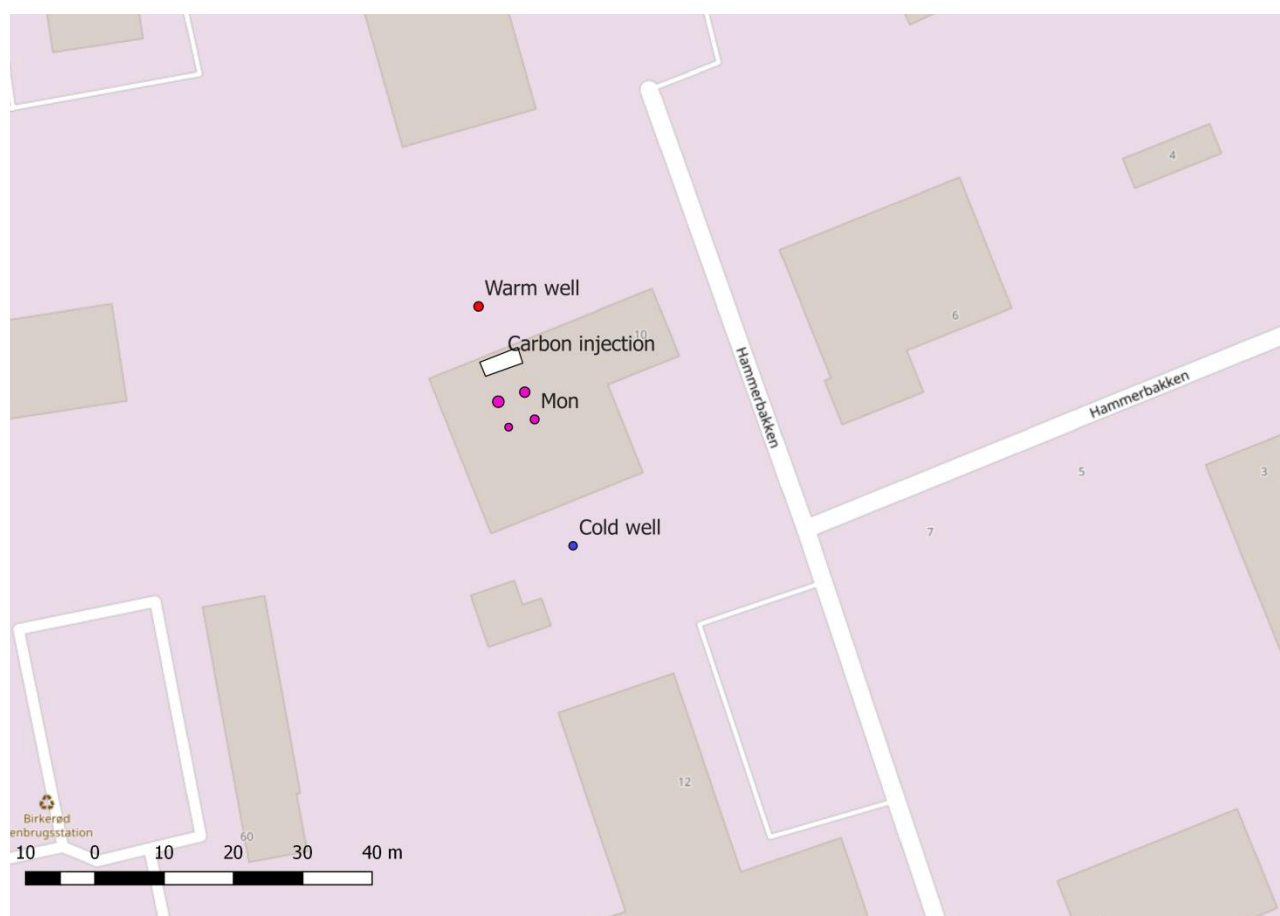 4
Warm well
6
10
Carbon injection
Hammerbakken
Hammerbakken
Mon
5
3
Cold well
7
12
Birkerød
enbrugsstation
60
10 0 10 20 30 40 m